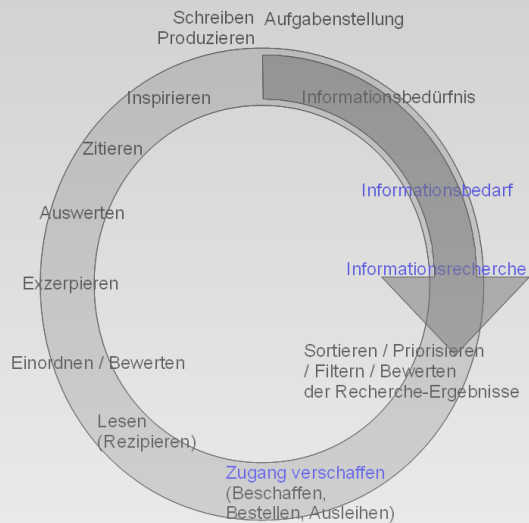 Schreiben
Produzieren
Aufgabenstellung
Informationsbedürfnis
Informationsbedarf
Informationsrecherche
Sortieren / Priorisieren
/ Filtern / Bewerten
der Recherche-Ergebnisse
Zugang verschaffen
(Beschaffen,
Bestellen, Ausleihen)
Lesen
(Rezipieren)
Einordnen / Bewerten
Exzerpieren
Auswerten
Zitieren
Inspirieren